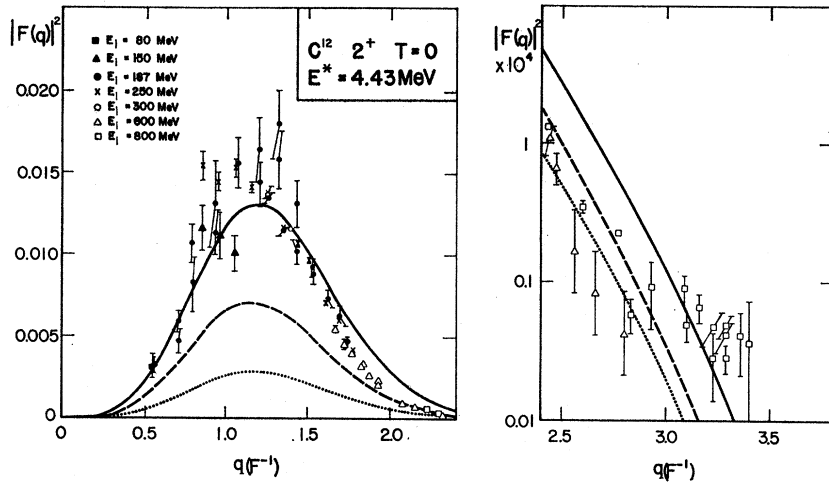 |F(q)|²
■ E₁ = 80 MeV
▲ E₁ = 150 MeV
● E₁ = 187 MeV
x E₁ = 250 MeV
○ E₁ = 300 MeV
△ E₁ = 600 MeV
□ E₁ = 800 MeV
C¹² 2⁺ T=0
E* = 4.43 MeV
0.020
0.015
0.010
0.005
0
0 0.5 1.0 1.5 2.0
q(F⁻¹)
|F(q)|²
x10⁴
1
0.1
0.01
2.5 3.0 3.5
q(F⁻¹)